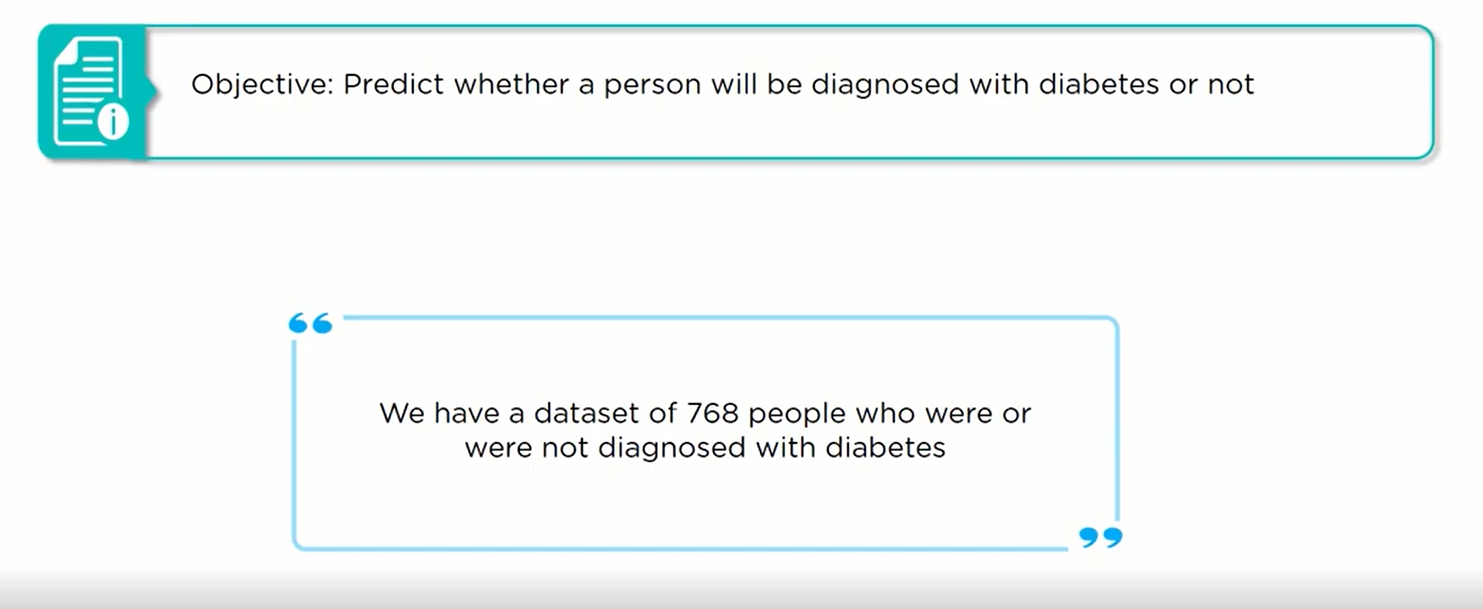 Objective: Predict whether a person will be diagnosed with diabetes or not
We have a dataset of 768 people who were or
were not diagnosed with diabetes